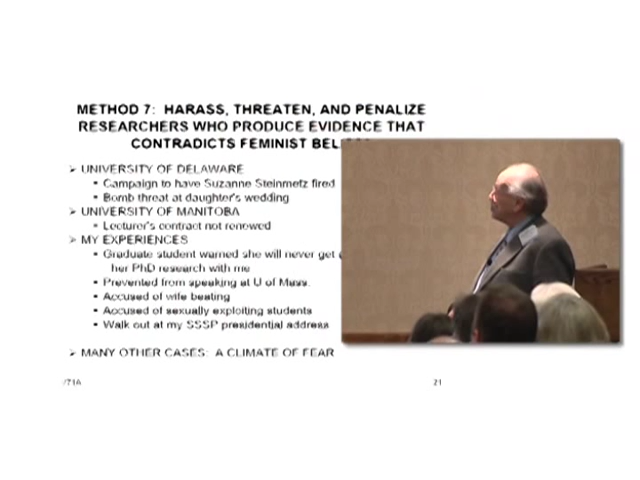 METHOD 7: HARASS, THREATEN, AND PENALIZE
RESEARCHERS WHO PRODUCE EVIDENCE THAT
CONTRADICTS FEMINIST
➢ UNIVERSITY OF DELAWARE
▪ Campaign to have Suzanne Steinmetz fired
▪ Bomb threat at daughter's wedding
➢ UNIVERSITY OF MANITOBA
▪ Lecturer's contract not renewed
➢ MY EXPERIENCES
▪ Graduate student warned she will never get
her PhD research with me
▪ Prevented from speaking at U of Mass.
▪ Accused of wife beating
▪ Accused of sexually exploiting students
▪ Walk out at my SSSP presidential address
➢ MANY OTHER CASES: A CLIMATE OF FEAR
21